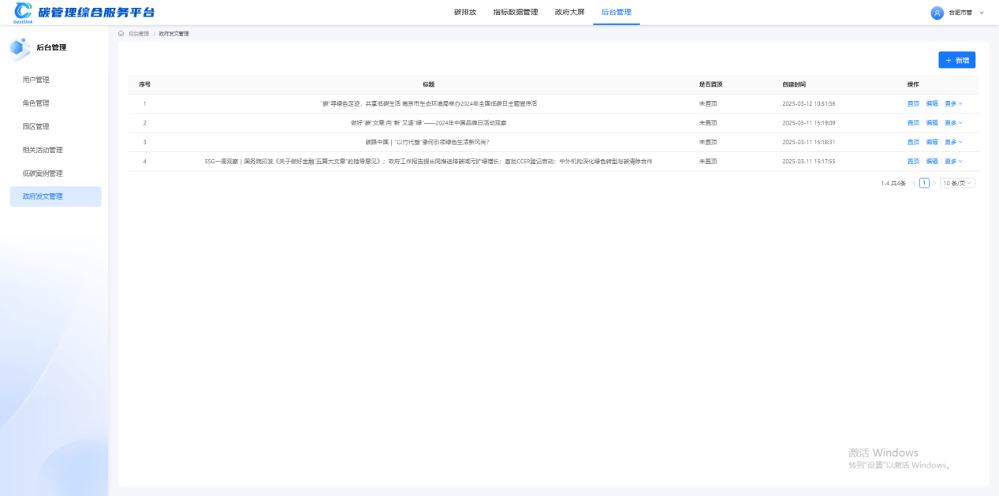 bestlink
碳管理综合服务平台
碳排放 指标数据管理 政府大屏 后台管理
合肥市管
后台管理
后台管理 / 政府发文管理
用户管理
角色管理
园区管理
相关活动管理
低碳案例管理
政府发文管理
+ 新增
序号 标题 是否置顶 创建时间 操作
1 “碳”寻绿色足迹，共享低碳生活 南京市生态环境局举办2024年全国低碳日主题宣传活 未置顶 2025-03-12 10:51:56 置顶 编辑 更多
2 做好“碳”文章 向“新”又逐“绿”——2024年中国品牌日活动观察 未置顶 2025-03-11 15:19:09 置顶 编辑 更多
3 碳路中国 | “以竹代塑”缘何引领绿色生活新风尚? 未置顶 2025-03-11 15:18:31 置顶 编辑 更多
4 ESG一周观察 | 国务院印发《关于做好金融“五篇大文章”的指导意见》；政府工作报告提出协同推进降碳减污扩绿增长；首批CCER登记启动；中外机构深化绿色转型与碳清除合作 未置顶 2025-03-11 15:17:55 置顶 编辑 更多
1-4 共4条 < 1 > 10 条/页
激活 Windows
转到“设置”以激活 Windows。